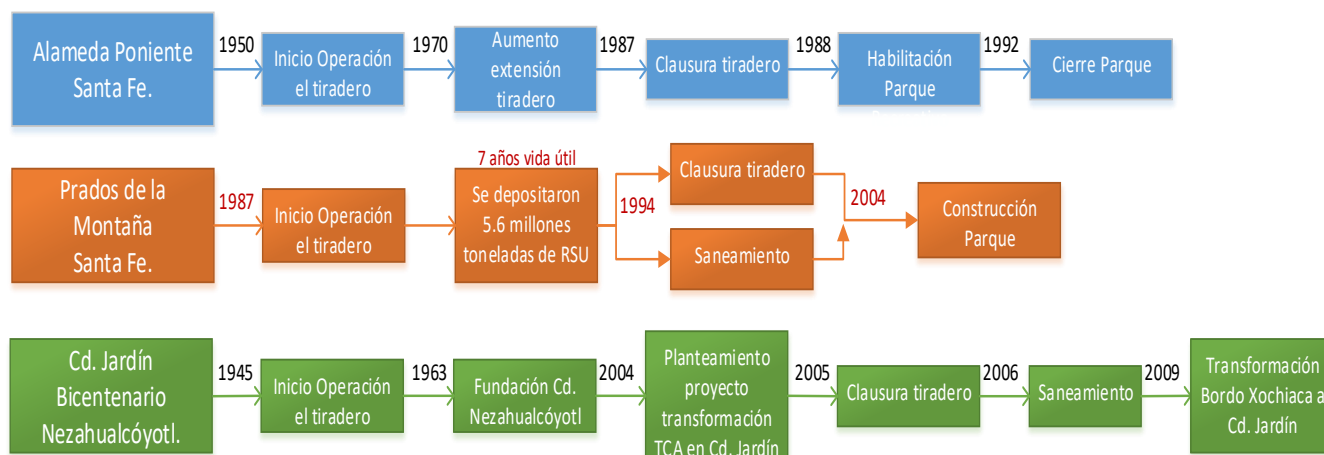 Alameda Poniente
Santa Fe.
1950
Inicio Operación
el tiradero
1970
Aumento
extensión
tiradero
1987
Clausura tiradero
1988
Habilitación
Parque
1992
Cierre Parque
Prados de la
Montaña
Santa Fe.
1987
Inicio Operación
el tiradero
7 años vida útil
Se depositaron
5.6 millones
toneladas de RSU
1994
Clausura tiradero
Saneamiento
2004
Construcción
Parque
Cd. Jardín
Bicentenario
Nezahualcóyotl.
1945
Inicio Operación
el tiradero
1963
Fundación Cd.
Nezahualcóyotl
2004
Planteamiento
proyecto
transformación
TCA en Cd. Jardín
2005
Clausura tiradero
2006
Saneamiento
2009
Transformación
Bordo Xochiaca a
Cd. Jardín